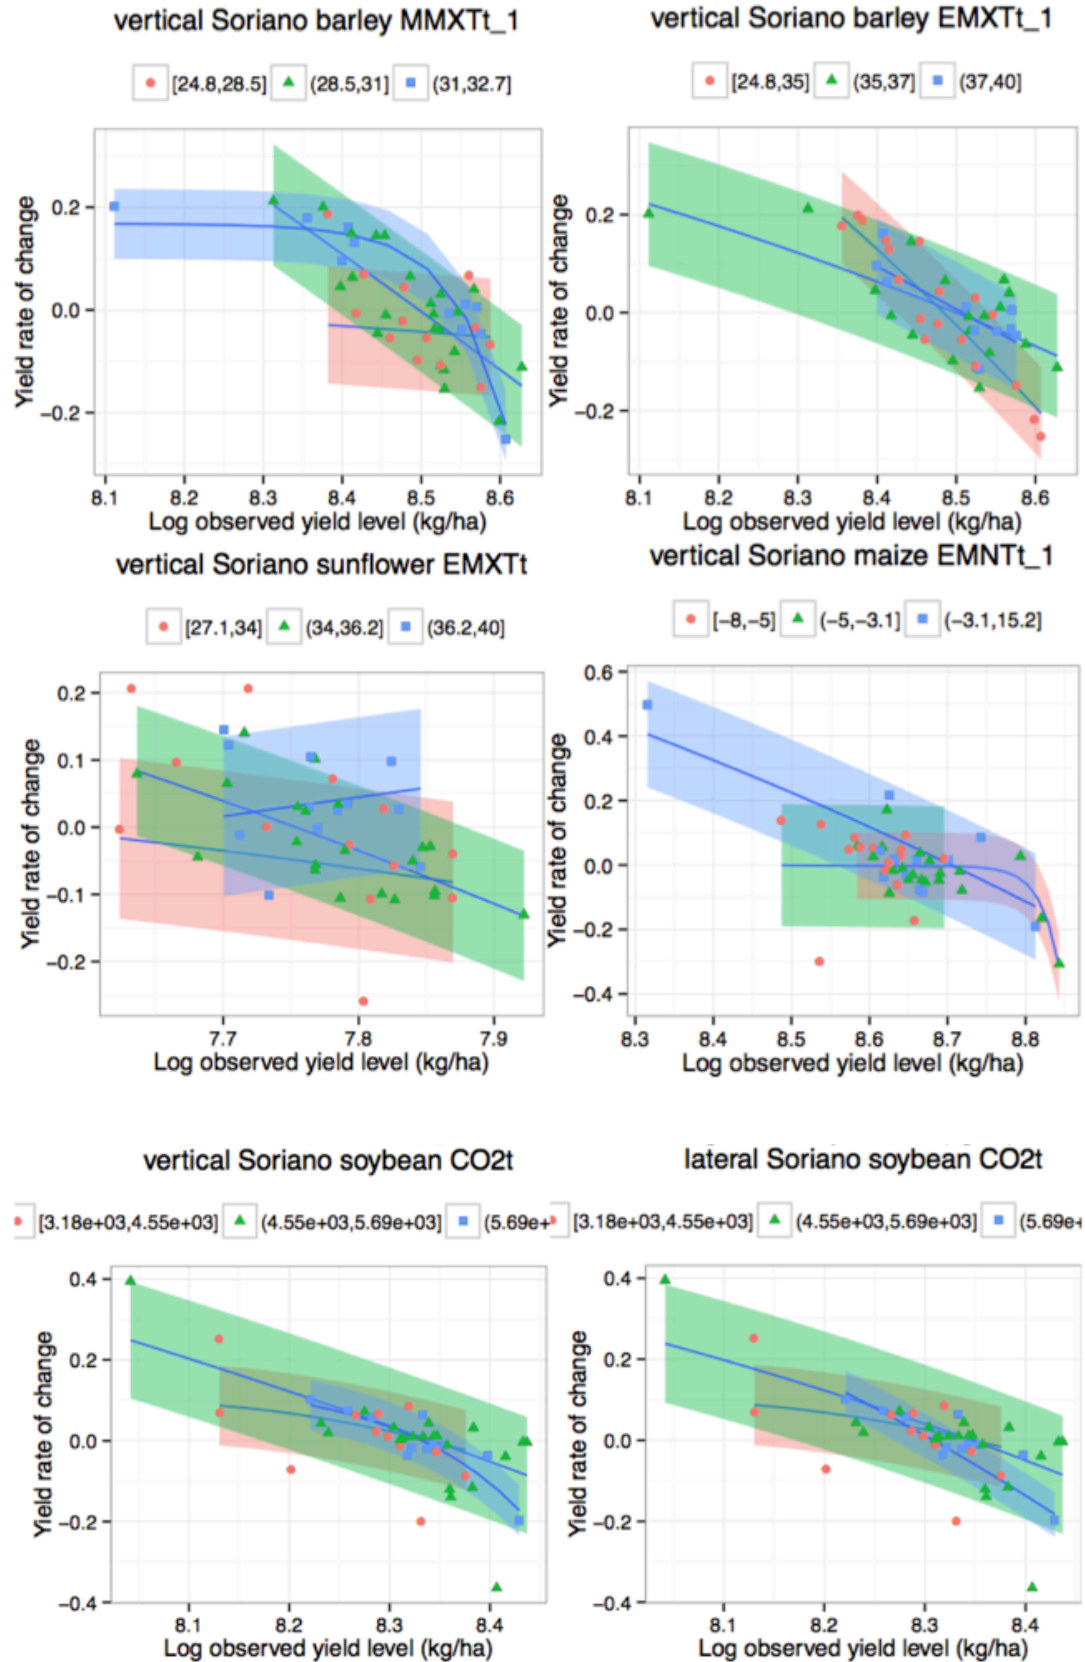 vertical Soriano barley MMXTt_1
[24.8,28.5] (28.5,31] (31,32.7]
Yield rate of change
0.2
0.0
−0.2
8.1 8.2 8.3 8.4 8.5 8.6
Log observed yield level (kg/ha)
vertical Soriano barley EMXTt_1
[24.8,35] (35,37] (37,40]
Yield rate of change
0.2
0.0
−0.2
8.1 8.2 8.3 8.4 8.5 8.6
Log observed yield level (kg/ha)
vertical Soriano sunflower EMXTt
[27.1,34] (34,36.2] (36.2,40]
Yield rate of change
0.2
0.1
0.0
−0.1
−0.2
7.7 7.8 7.9
Log observed yield level (kg/ha)
vertical Soriano maize EMNTt_1
[−8,−5] (−5,−3.1] (−3.1,15.2]
Yield rate of change
0.6
0.4
0.2
0.0
−0.2
−0.4
8.3 8.4 8.5 8.6 8.7 8.8
Log observed yield level (kg/ha)
vertical Soriano soybean CO2t
[3.18e+03,4.55e+03] (4.55e+03,5.69e+03] (5.69e+
Yield rate of change
0.4
0.2
0.0
−0.2
−0.4
8.1 8.2 8.3 8.4
Log observed yield level (kg/ha)
lateral Soriano soybean CO2t
[3.18e+03,4.55e+03] (4.55e+03,5.69e+03] (5.69e+
Yield rate of change
0.4
0.2
0.0
−0.2
−0.4
8.1 8.2 8.3 8.4
Log observed yield level (kg/ha)